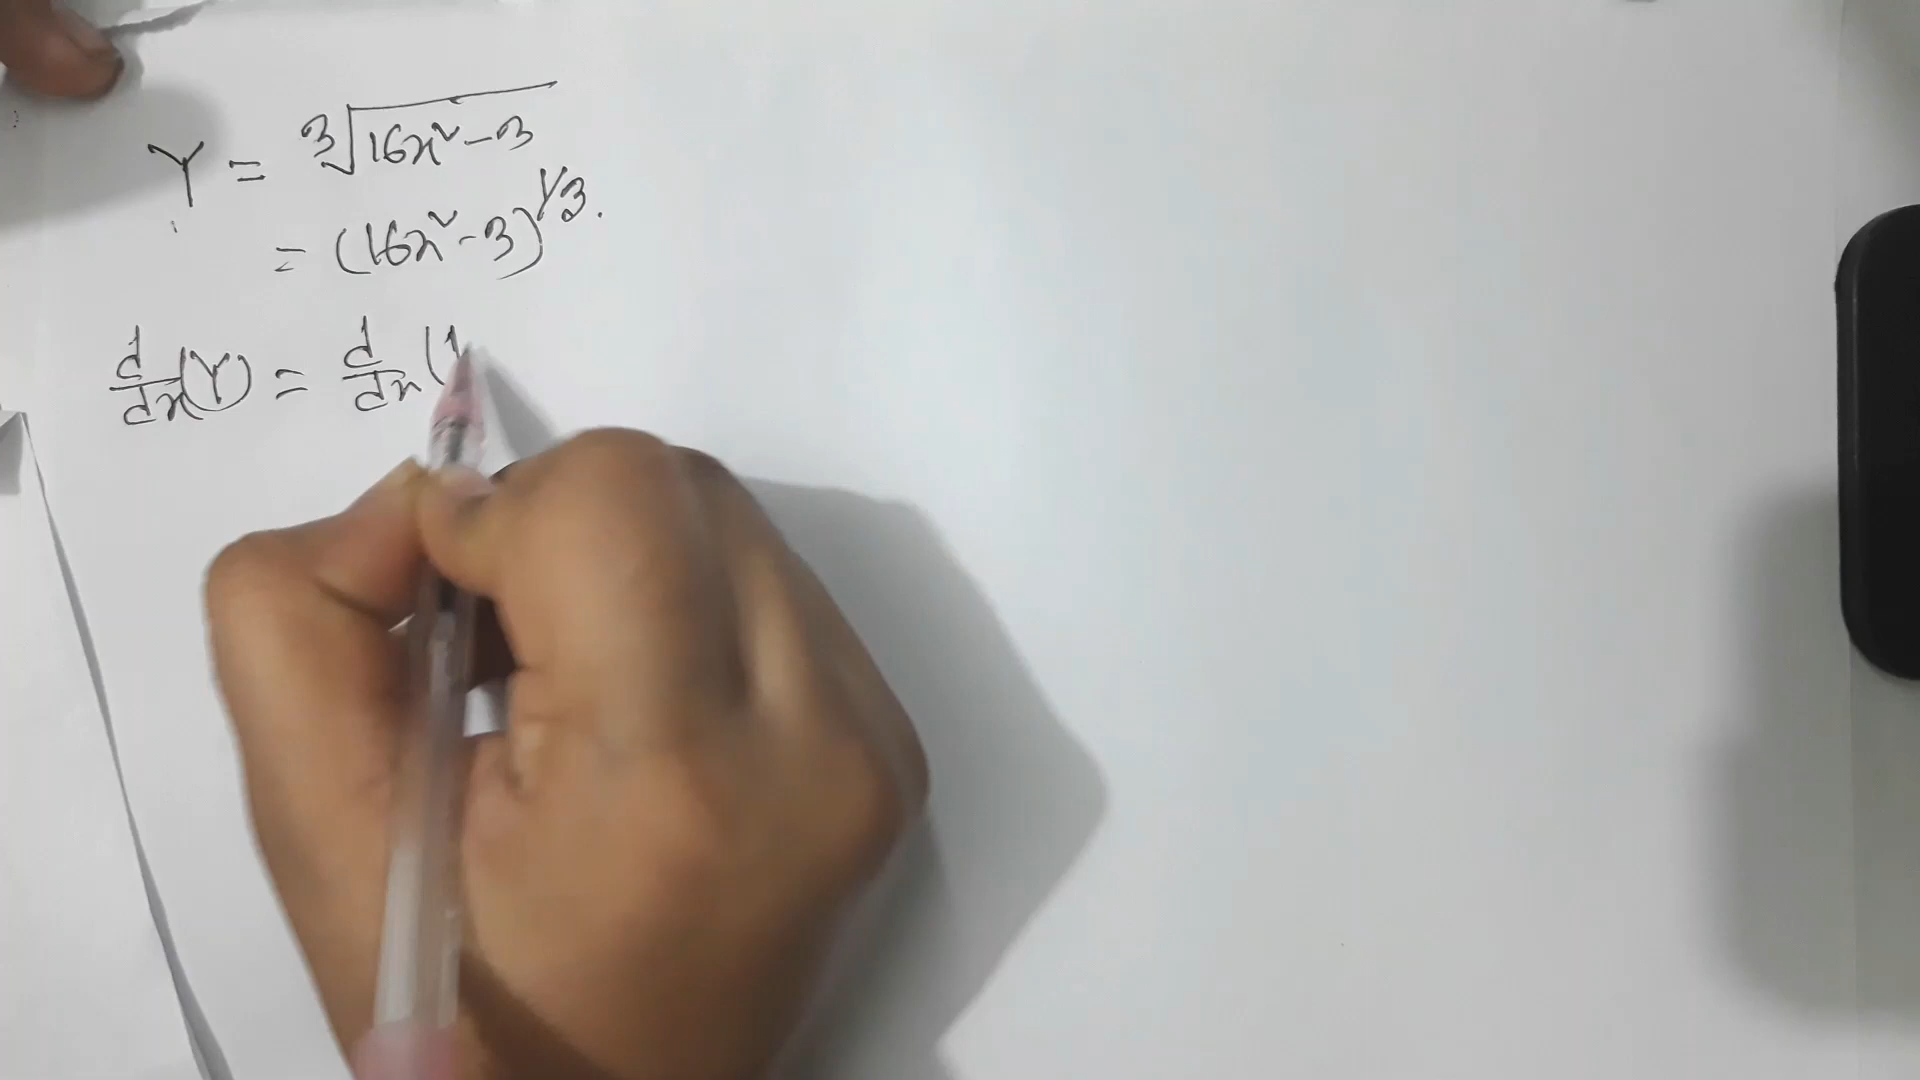 Y = ∛(16x² - 3)
= (16x² - 3)^1/3.
d/dx (Y) = d/dx (1